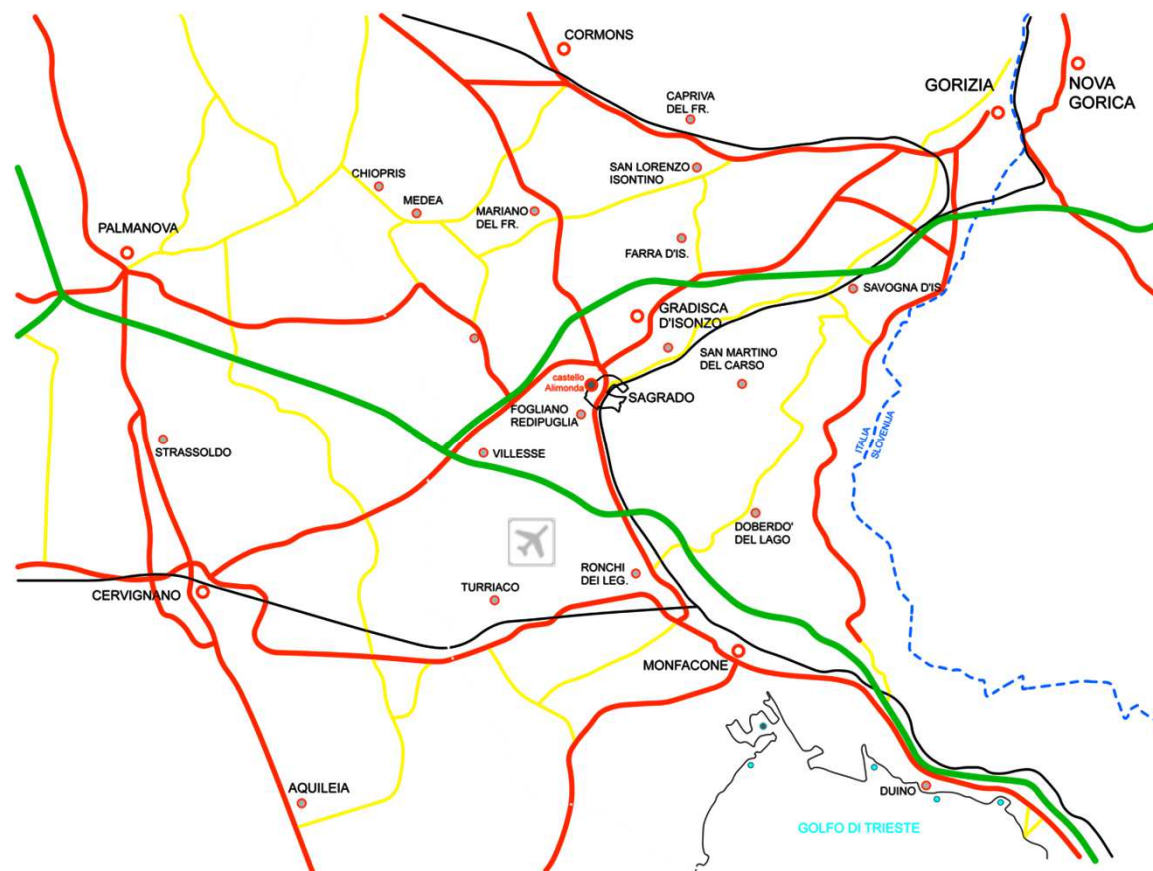 CORMONS
NOVA
GORICA
GORIZIA
CAPRIVA
DEL FR.
SAN LORENZO
ISONTINO
CHIOPRIS
MEDEA
MARIANO
DEL FR.
PALMANOVA
FARRA D'IS.
SAVOGNA D'IS.
GRADISCA
D'ISONZO
SAN MARTINO
DEL CARSO
castello
Alimonda
SAGRADO
FOGLIANO
REDIPUGLIA
ITALIA
SLOVENIJA
STRASSOLDO
VILLESSE
DOBERDO'
DEL LAGO
RONCHI
DEI LEG.
TURRIACO
CERVIGNANO
MONFACONE
AQUILEIA
DUINO
GOLFO DI TRIESTE